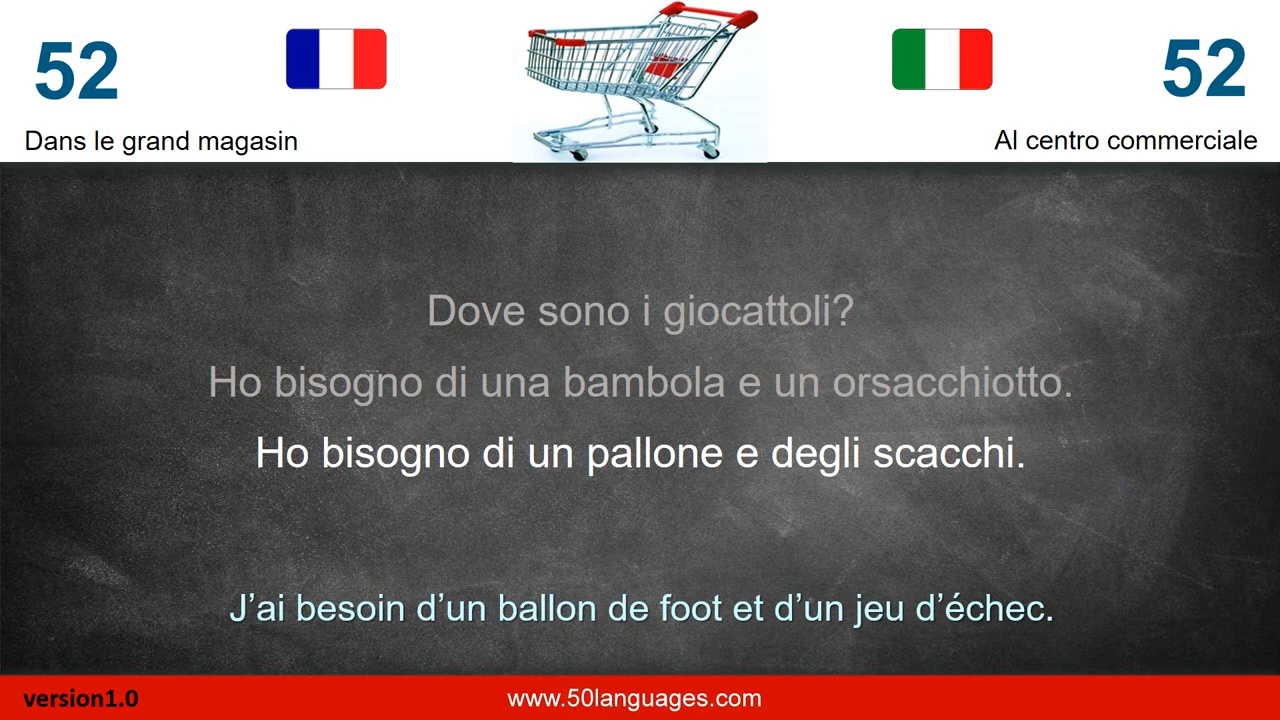 52
52
Dans le grand magasin
Al centro commerciale
Dove sono i giocattoli?
Ho bisogno di una bambola e un orsacchiotto.
Ho bisogno di un pallone e degli scacchi.
J’ai besoin d’un ballon de foot et d’un jeu d’échec.
version1.0
www.50languages.com